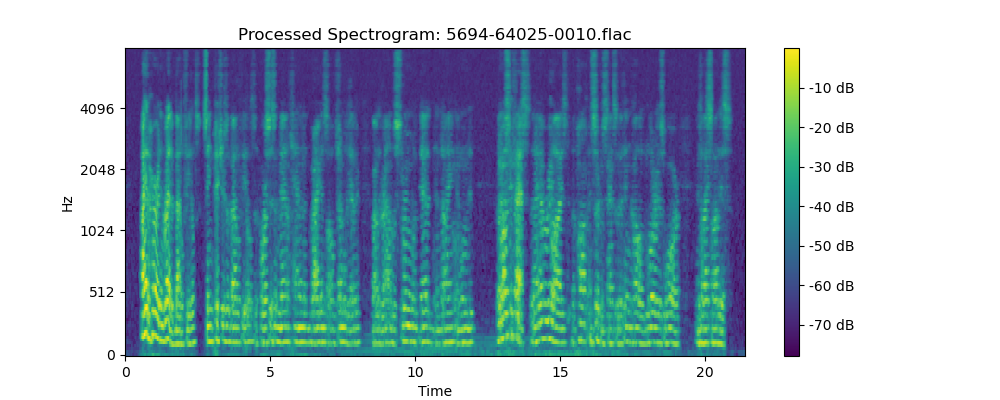 Processed Spectrogram: 5694-64025-0010.flac
4096
2048
1024
512
0
Hz
0 5 10 15 20
Time
-10 dB
-20 dB
-30 dB
-40 dB
-50 dB
-60 dB
-70 dB